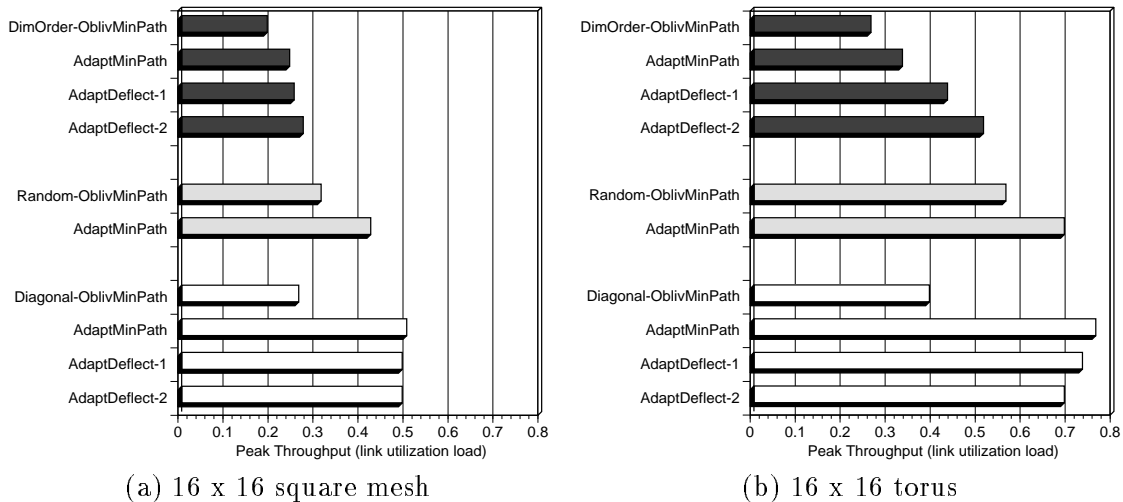 DimOrder-OblivMinPath
AdaptMinPath
AdaptDeflect-1
AdaptDeflect-2
Random-OblivMinPath
AdaptMinPath
Diagonal-OblivMinPath
AdaptMinPath
AdaptDeflect-1
AdaptDeflect-2
0 0.1 0.2 0.3 0.4 0.5 0.6 0.7 0.8
Peak Throughput (link utilization load)
(a) 16 x 16 square mesh
DimOrder-OblivMinPath
AdaptMinPath
AdaptDeflect-1
AdaptDeflect-2
Random-OblivMinPath
AdaptMinPath
Diagonal-OblivMinPath
AdaptMinPath
AdaptDeflect-1
AdaptDeflect-2
0 0.1 0.2 0.3 0.4 0.5 0.6 0.7 0.8
Peak Throughput (link utilization load)
(b) 16 x 16 torus